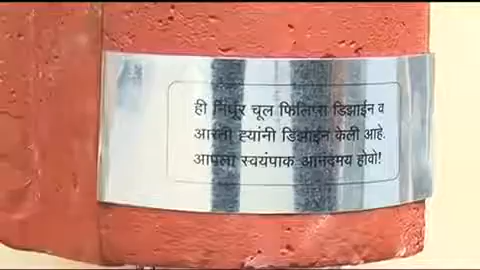 ही निर्धूर चूल फिलिप्स डिझाईन व
आरती ह्यांनी डिझाईन केली आहे.
आपला स्वयंपाक आनंदमय होवो!